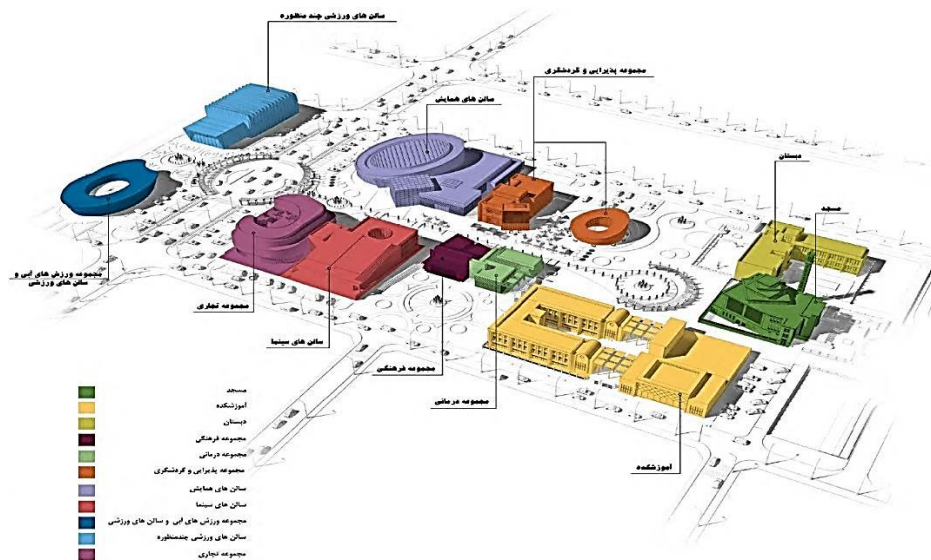 سالن های ورزشی چند منظوره
مجموعه پذیرایی و گردشگری
سالن های همایش
دبستان
مسجد
مجموعه ورزش های آبی و
سالن های ورزشی
مجموعه تجاری
سالن های سینما
مجموعه فرهنگی
مجموعه درمانی
آموزشکده
مسجد
آموزشکده
دبستان
مجموعه فرهنگی
مجموعه درمانی
مجموعه پذیرایی و گردشگری
سالن های همایش
سالن های سینما
مجموعه ورزش های آبی و سالن های ورزشی
سالن های ورزشی چندمنظوره
مجموعه تجاری